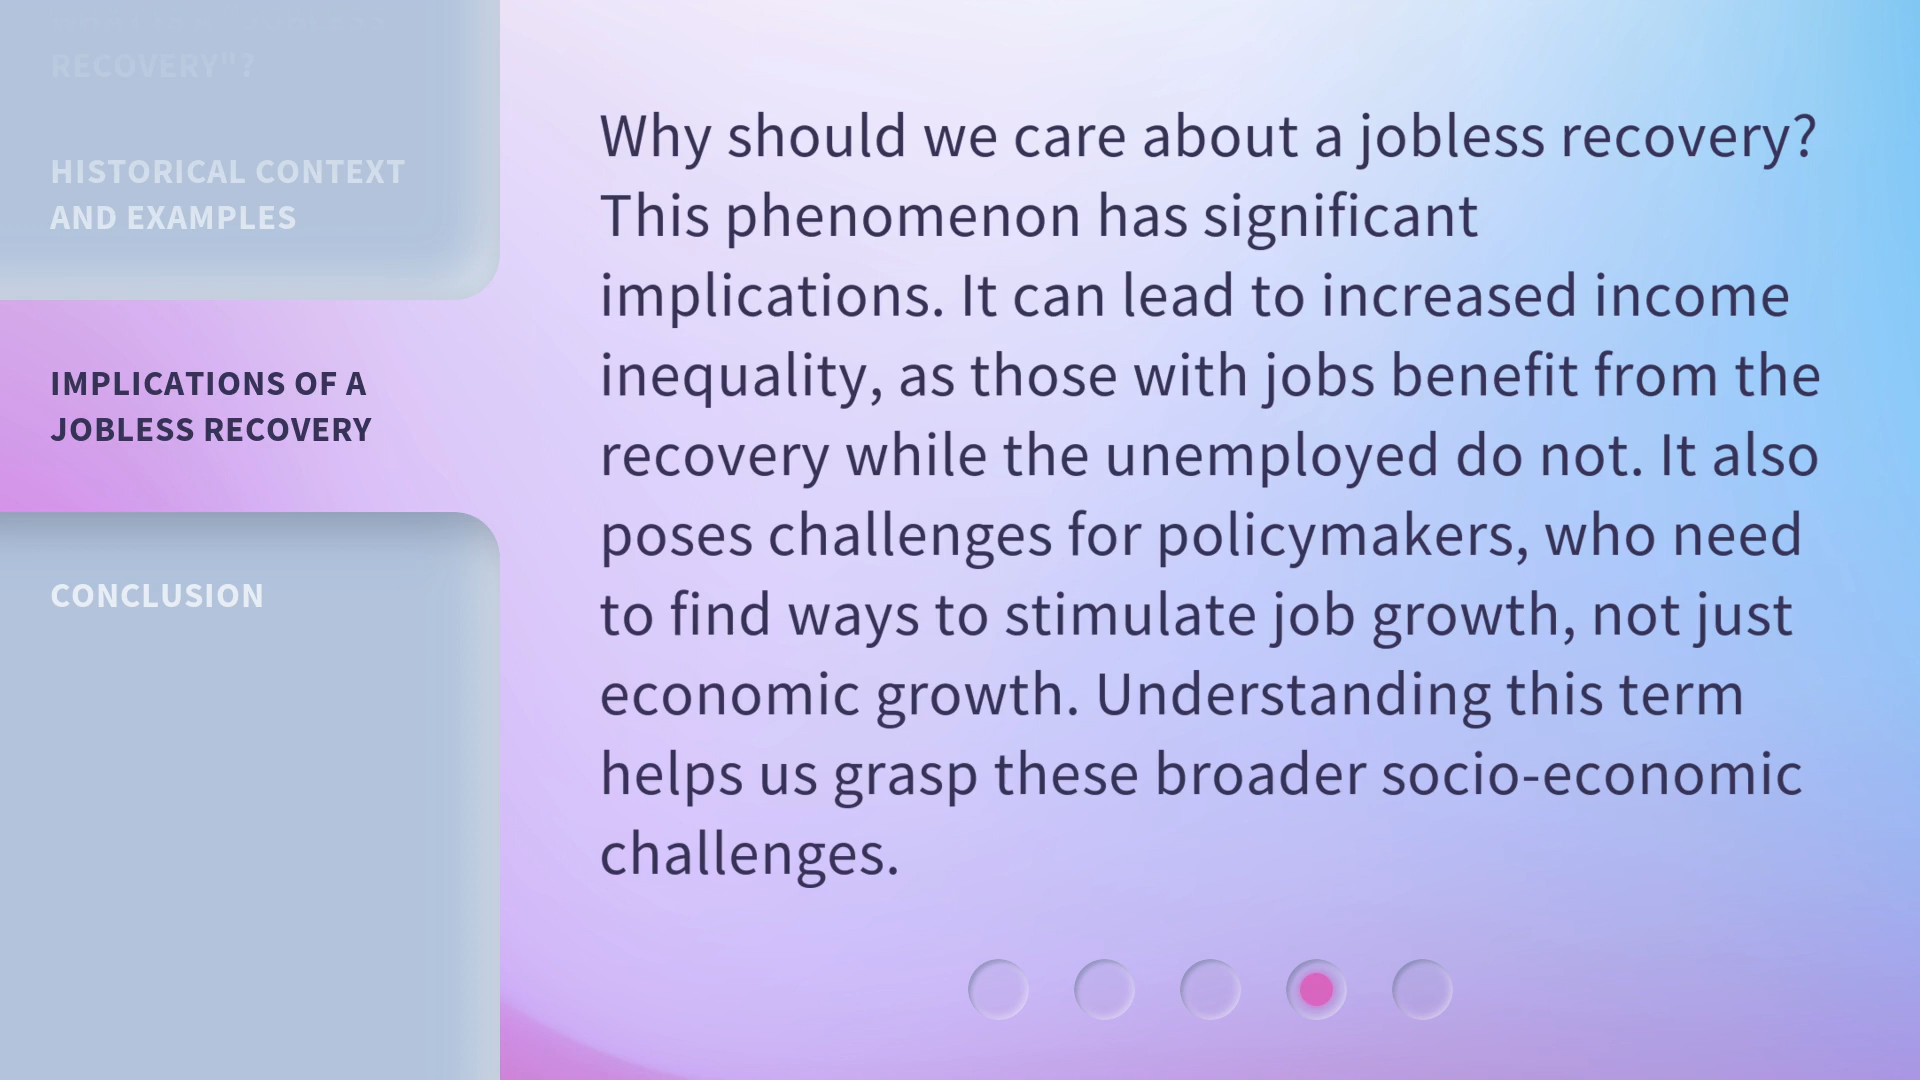 RECOVERY"?
HISTORICAL CONTEXT
AND EXAMPLES
IMPLICATIONS OF A
JOBLESS RECOVERY
CONCLUSION
Why should we care about a jobless recovery?
This phenomenon has significant
implications. It can lead to increased income
inequality, as those with jobs benefit from the
recovery while the unemployed do not. It also
poses challenges for policymakers, who need
to find ways to stimulate job growth, not just
economic growth. Understanding this term
helps us grasp these broader socio-economic
challenges.